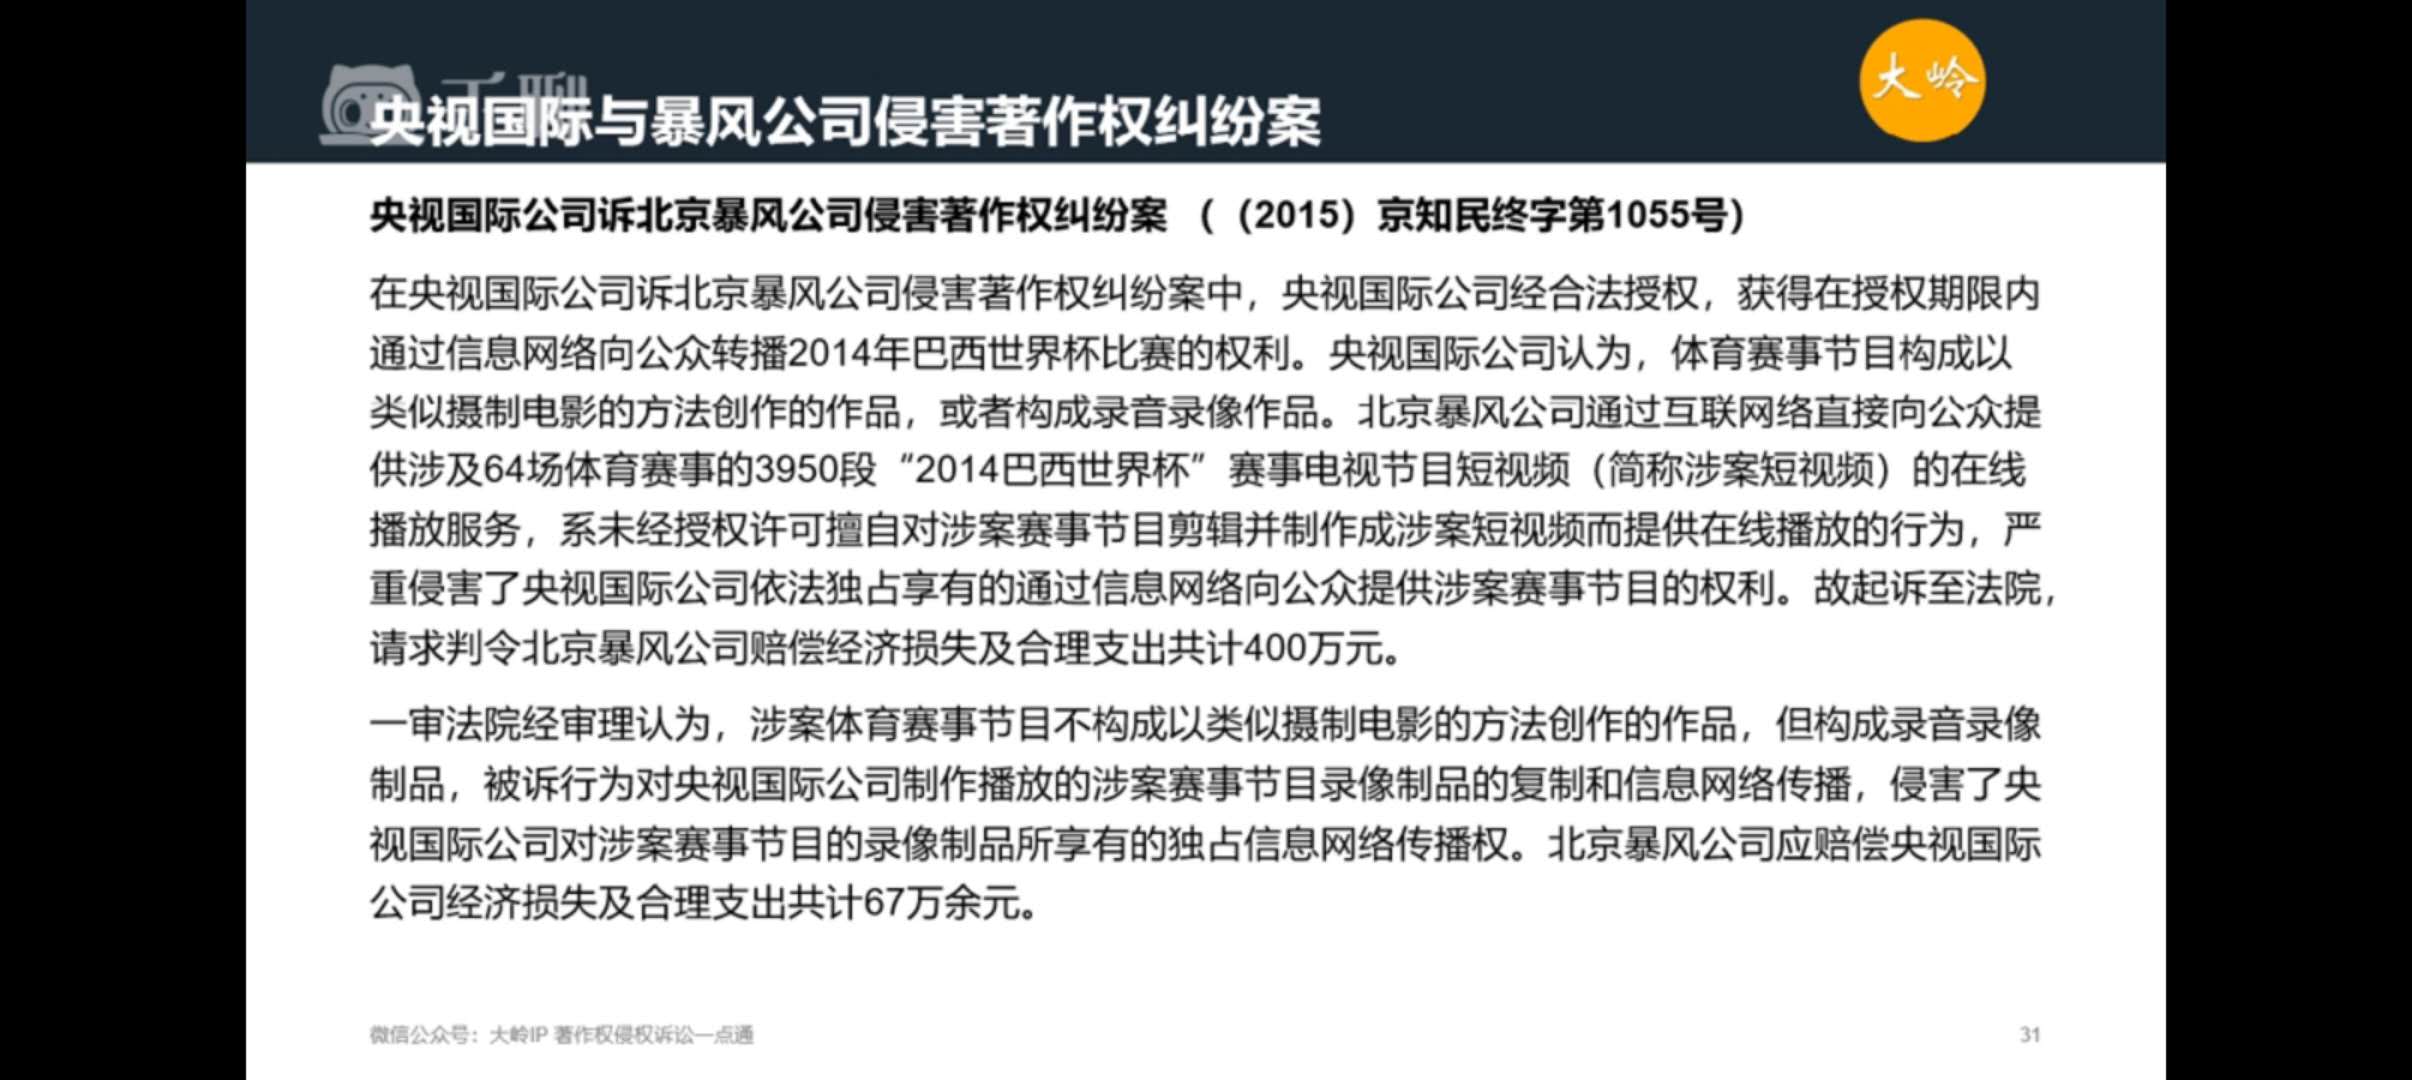 千聊
大岭
央视国际与暴风公司侵害著作权纠纷案
央视国际公司诉北京暴风公司侵害著作权纠纷案 （（2015）京知民终字第1055号）
在央视国际公司诉北京暴风公司侵害著作权纠纷案中，央视国际公司经合法授权，获得在授权期限内
通过信息网络向公众转播2014年巴西世界杯比赛的权利。央视国际公司认为，体育赛事节目构成以
类似摄制电影的方法创作的作品，或者构成录音录像作品。北京暴风公司通过互联网络直接向公众提
供涉及64场体育赛事的3950段“2014巴西世界杯”赛事电视节目短视频（简称涉案短视频）的在线
播放服务，系未经授权许可擅自对涉案赛事节目剪辑并制作成涉案短视频而提供在线播放的行为，严
重侵害了央视国际公司依法独占享有的通过信息网络向公众提供涉案赛事节目的权利。故起诉至法院，
请求判令北京暴风公司赔偿经济损失及合理支出共计400万元。
一审法院经审理认为，涉案体育赛事节目不构成以类似摄制电影的方法创作的作品，但构成录音录像
制品，被诉行为对央视国际公司制作播放的涉案赛事节目录像制品的复制和信息网络传播，侵害了央
视国际公司对涉案赛事节目的录像制品所享有的独占信息网络传播权。北京暴风公司应赔偿央视国际
公司经济损失及合理支出共计67万余元。
微信公众号：大岭IP 著作权侵权诉讼一点通
31